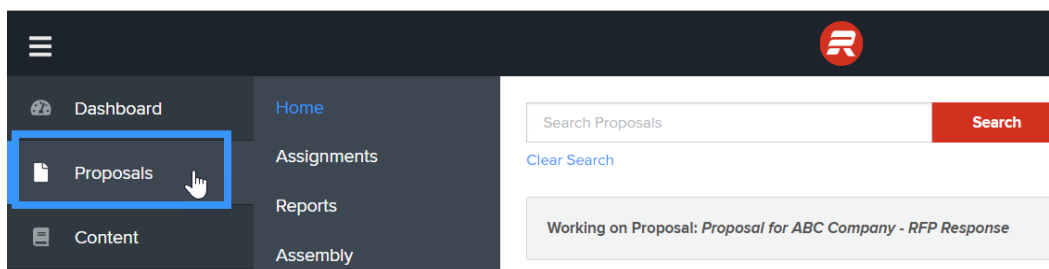 Dashboard
Proposals
Content
Home
Assignments
Reports
Assembly
Search Proposals
Search
Clear Search
Working on Proposal: Proposal for ABC Company - RFP Response